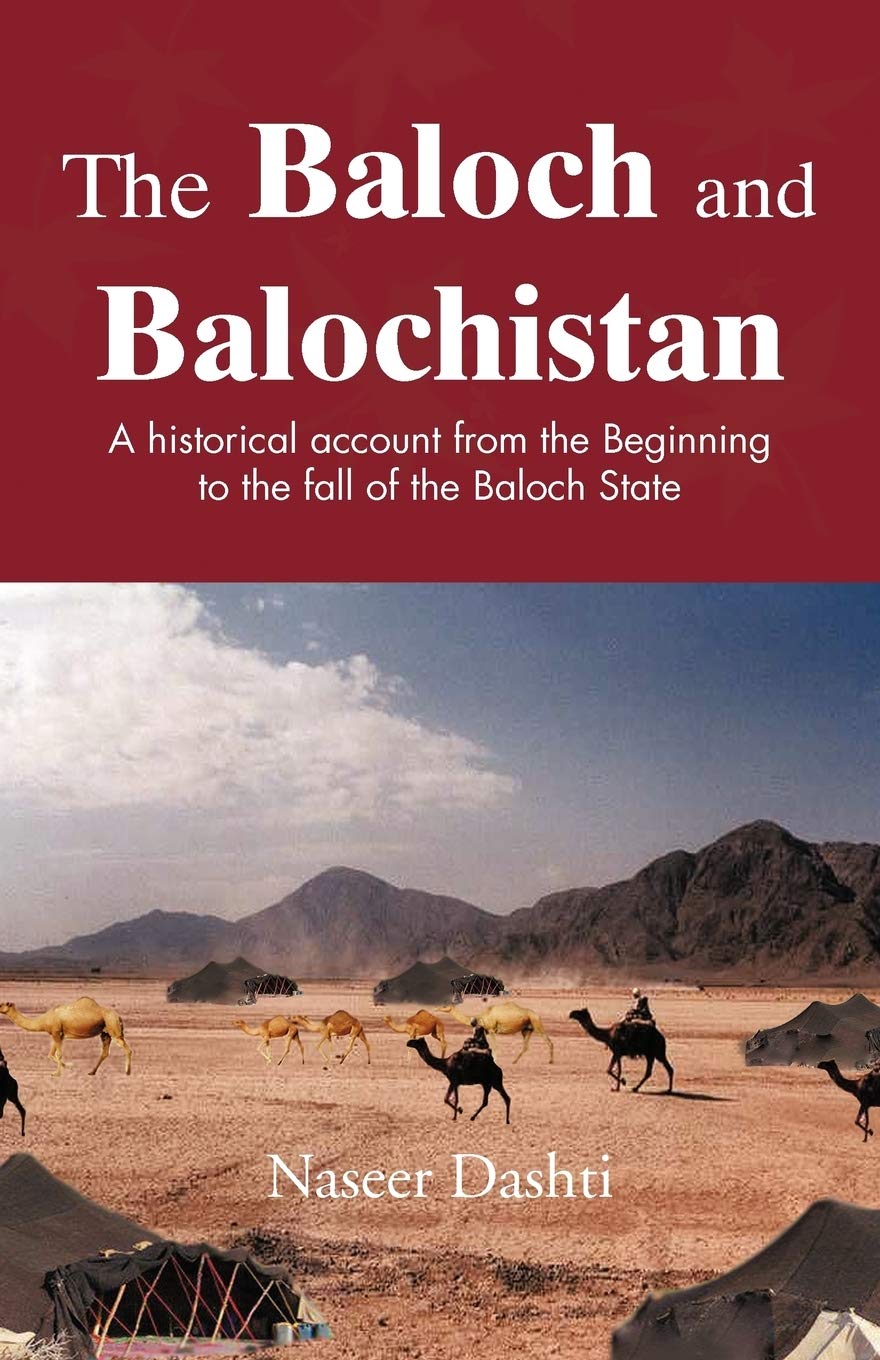 The Baloch and
Balochistan
A historical account from the Beginning
to the fall of the Baloch State
Naseer Dashti